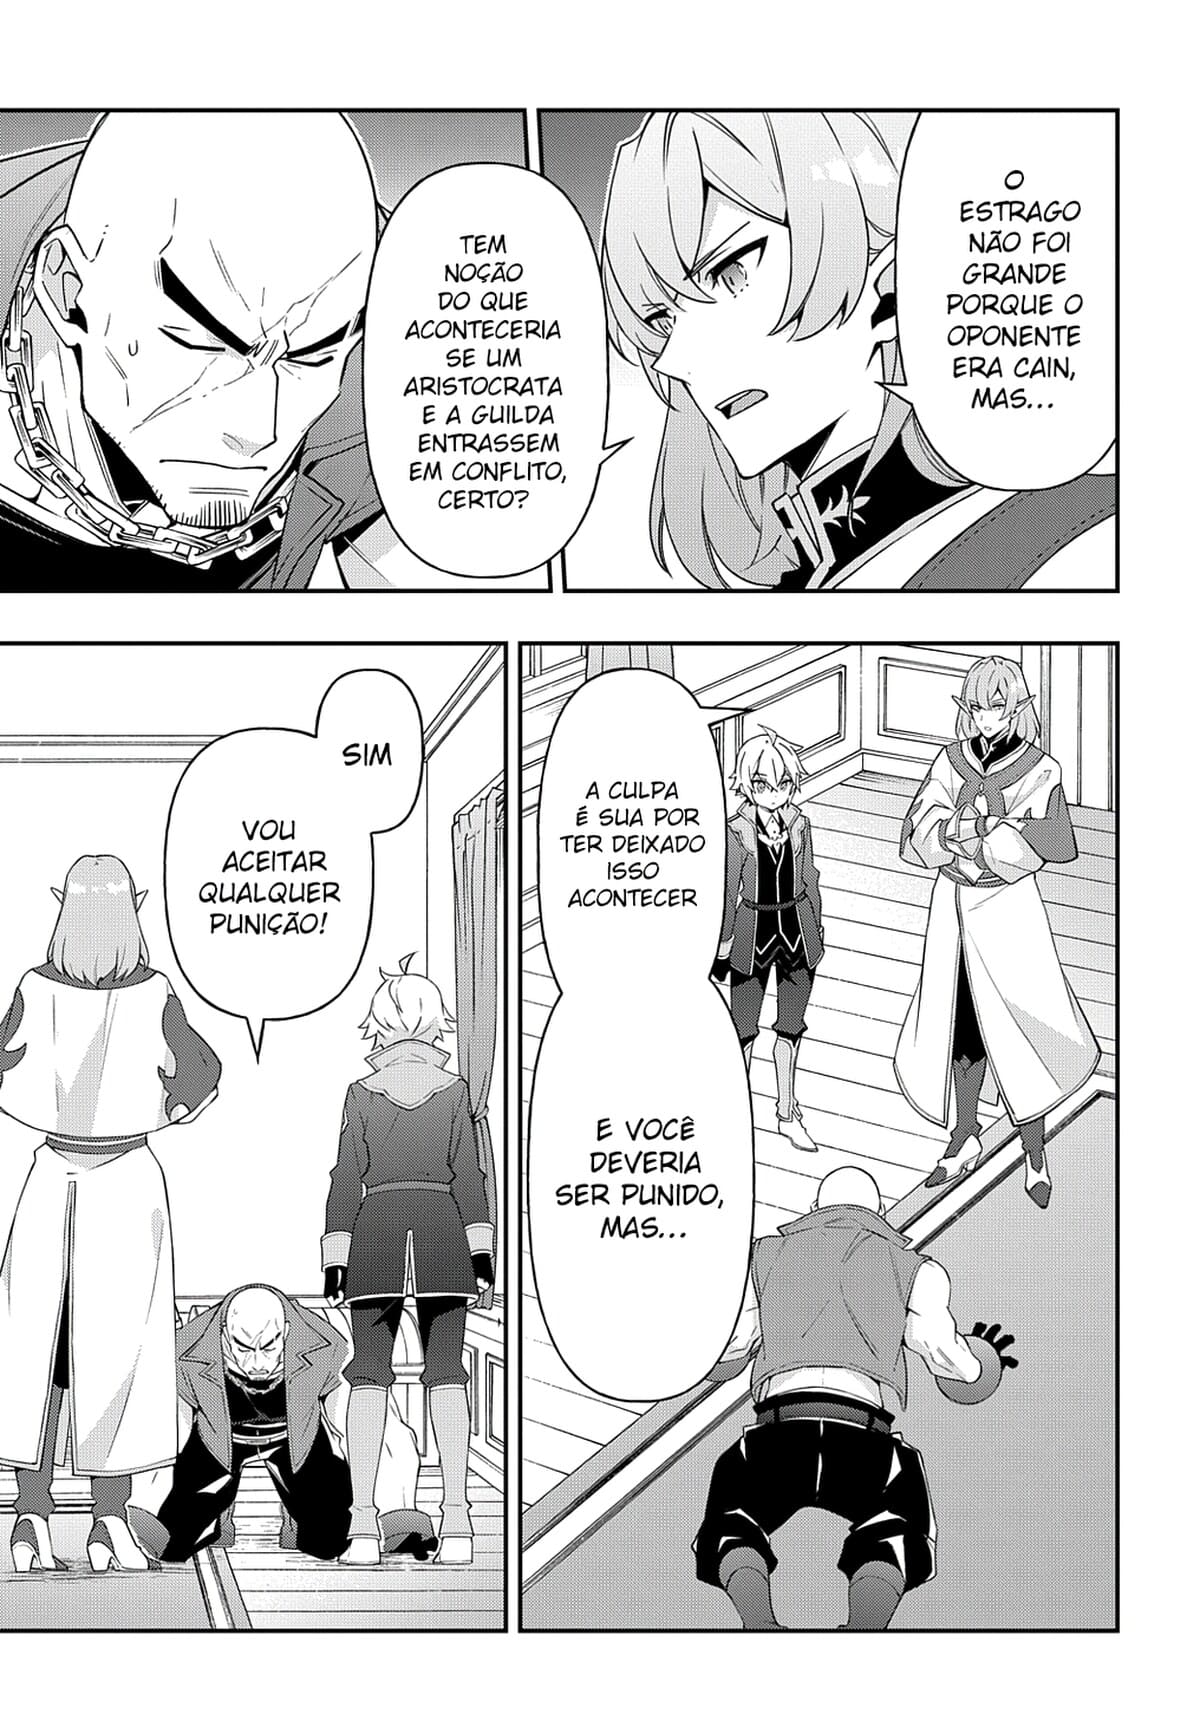 O
ESTRAGO
NÃO FOI
GRANDE
PORQUE O
OPONENTE
ERA CAIN,
MAS...
TEM
NOÇÃO
DO QUE
ACONTECERIA
SE UM
ARISTOCRATA
E A GUILDA
ENTRASSEM
EM CONFLITO,
CERTO?
A CULPA
É SUA POR
TER DEIXADO
ISSO
ACONTECER
E VOCÊ
DEVERIA
SER PUNIDO,
MAS...
SIM
VOU
ACEITAR
QUALQUER
PUNIÇÃO!